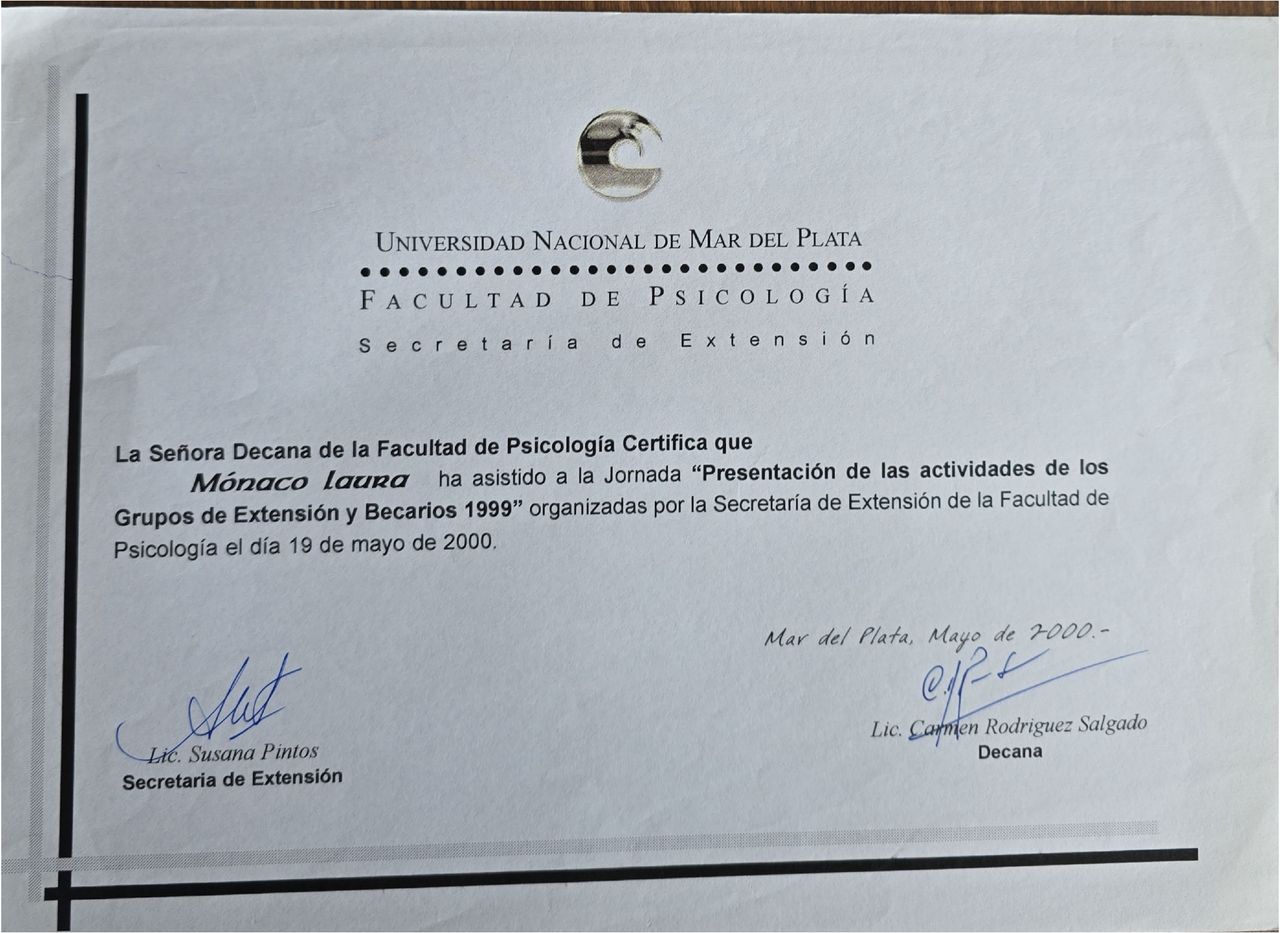 UNIVERSIDAD NACIONAL DE MAR DEL PLATA
FACULTAD DE PSICOLOGÍA
Secretaría de Extensión
La Señora Decana de la Facultad de Psicología Certifica que
Mónaco Laura ha asistido a la Jornada “Presentación de las actividades de los
Grupos de Extensión y Becarios 1999” organizadas por la Secretaría de Extensión de la Facultad de
Psicología el día 19 de mayo de 2000.
Mar del Plata, Mayo de 2000.-
Lic. Susana Pintos
Secretaria de Extensión
Lic. Carmen Rodriguez Salgado
Decana